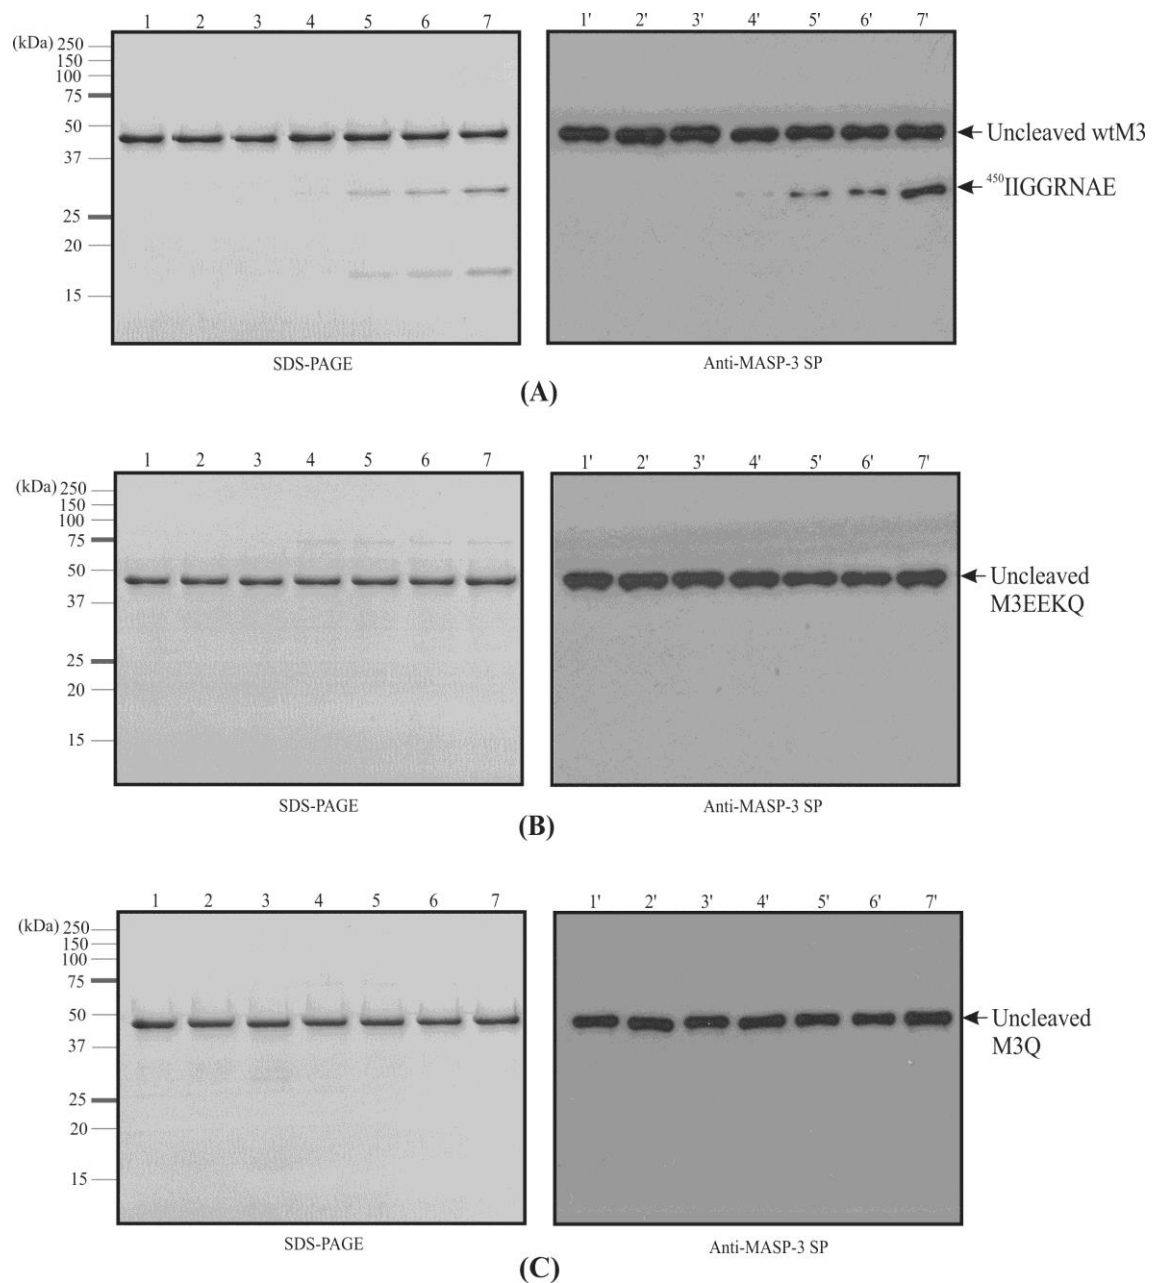 1 2 3 4 5 6 7
1' 2' 3' 4' 5' 6' 7'
(kDa) 250
150
100
75
50
37
25
20
15
Uncleaved wtM3
⁴⁵⁰IIGGRNAE
SDS-PAGE
Anti-MASP-3 SP
(A)
1 2 3 4 5 6 7
1' 2' 3' 4' 5' 6' 7'
(kDa) 250
150
100
75
50
37
25
20
15
Uncleaved
M3EEKQ
SDS-PAGE
Anti-MASP-3 SP
(B)
1 2 3 4 5 6 7
1' 2' 3' 4' 5' 6' 7'
(kDa) 250
150
100
75
50
37
25
20
15
Uncleaved
M3Q
SDS-PAGE
Anti-MASP-3 SP
(C)